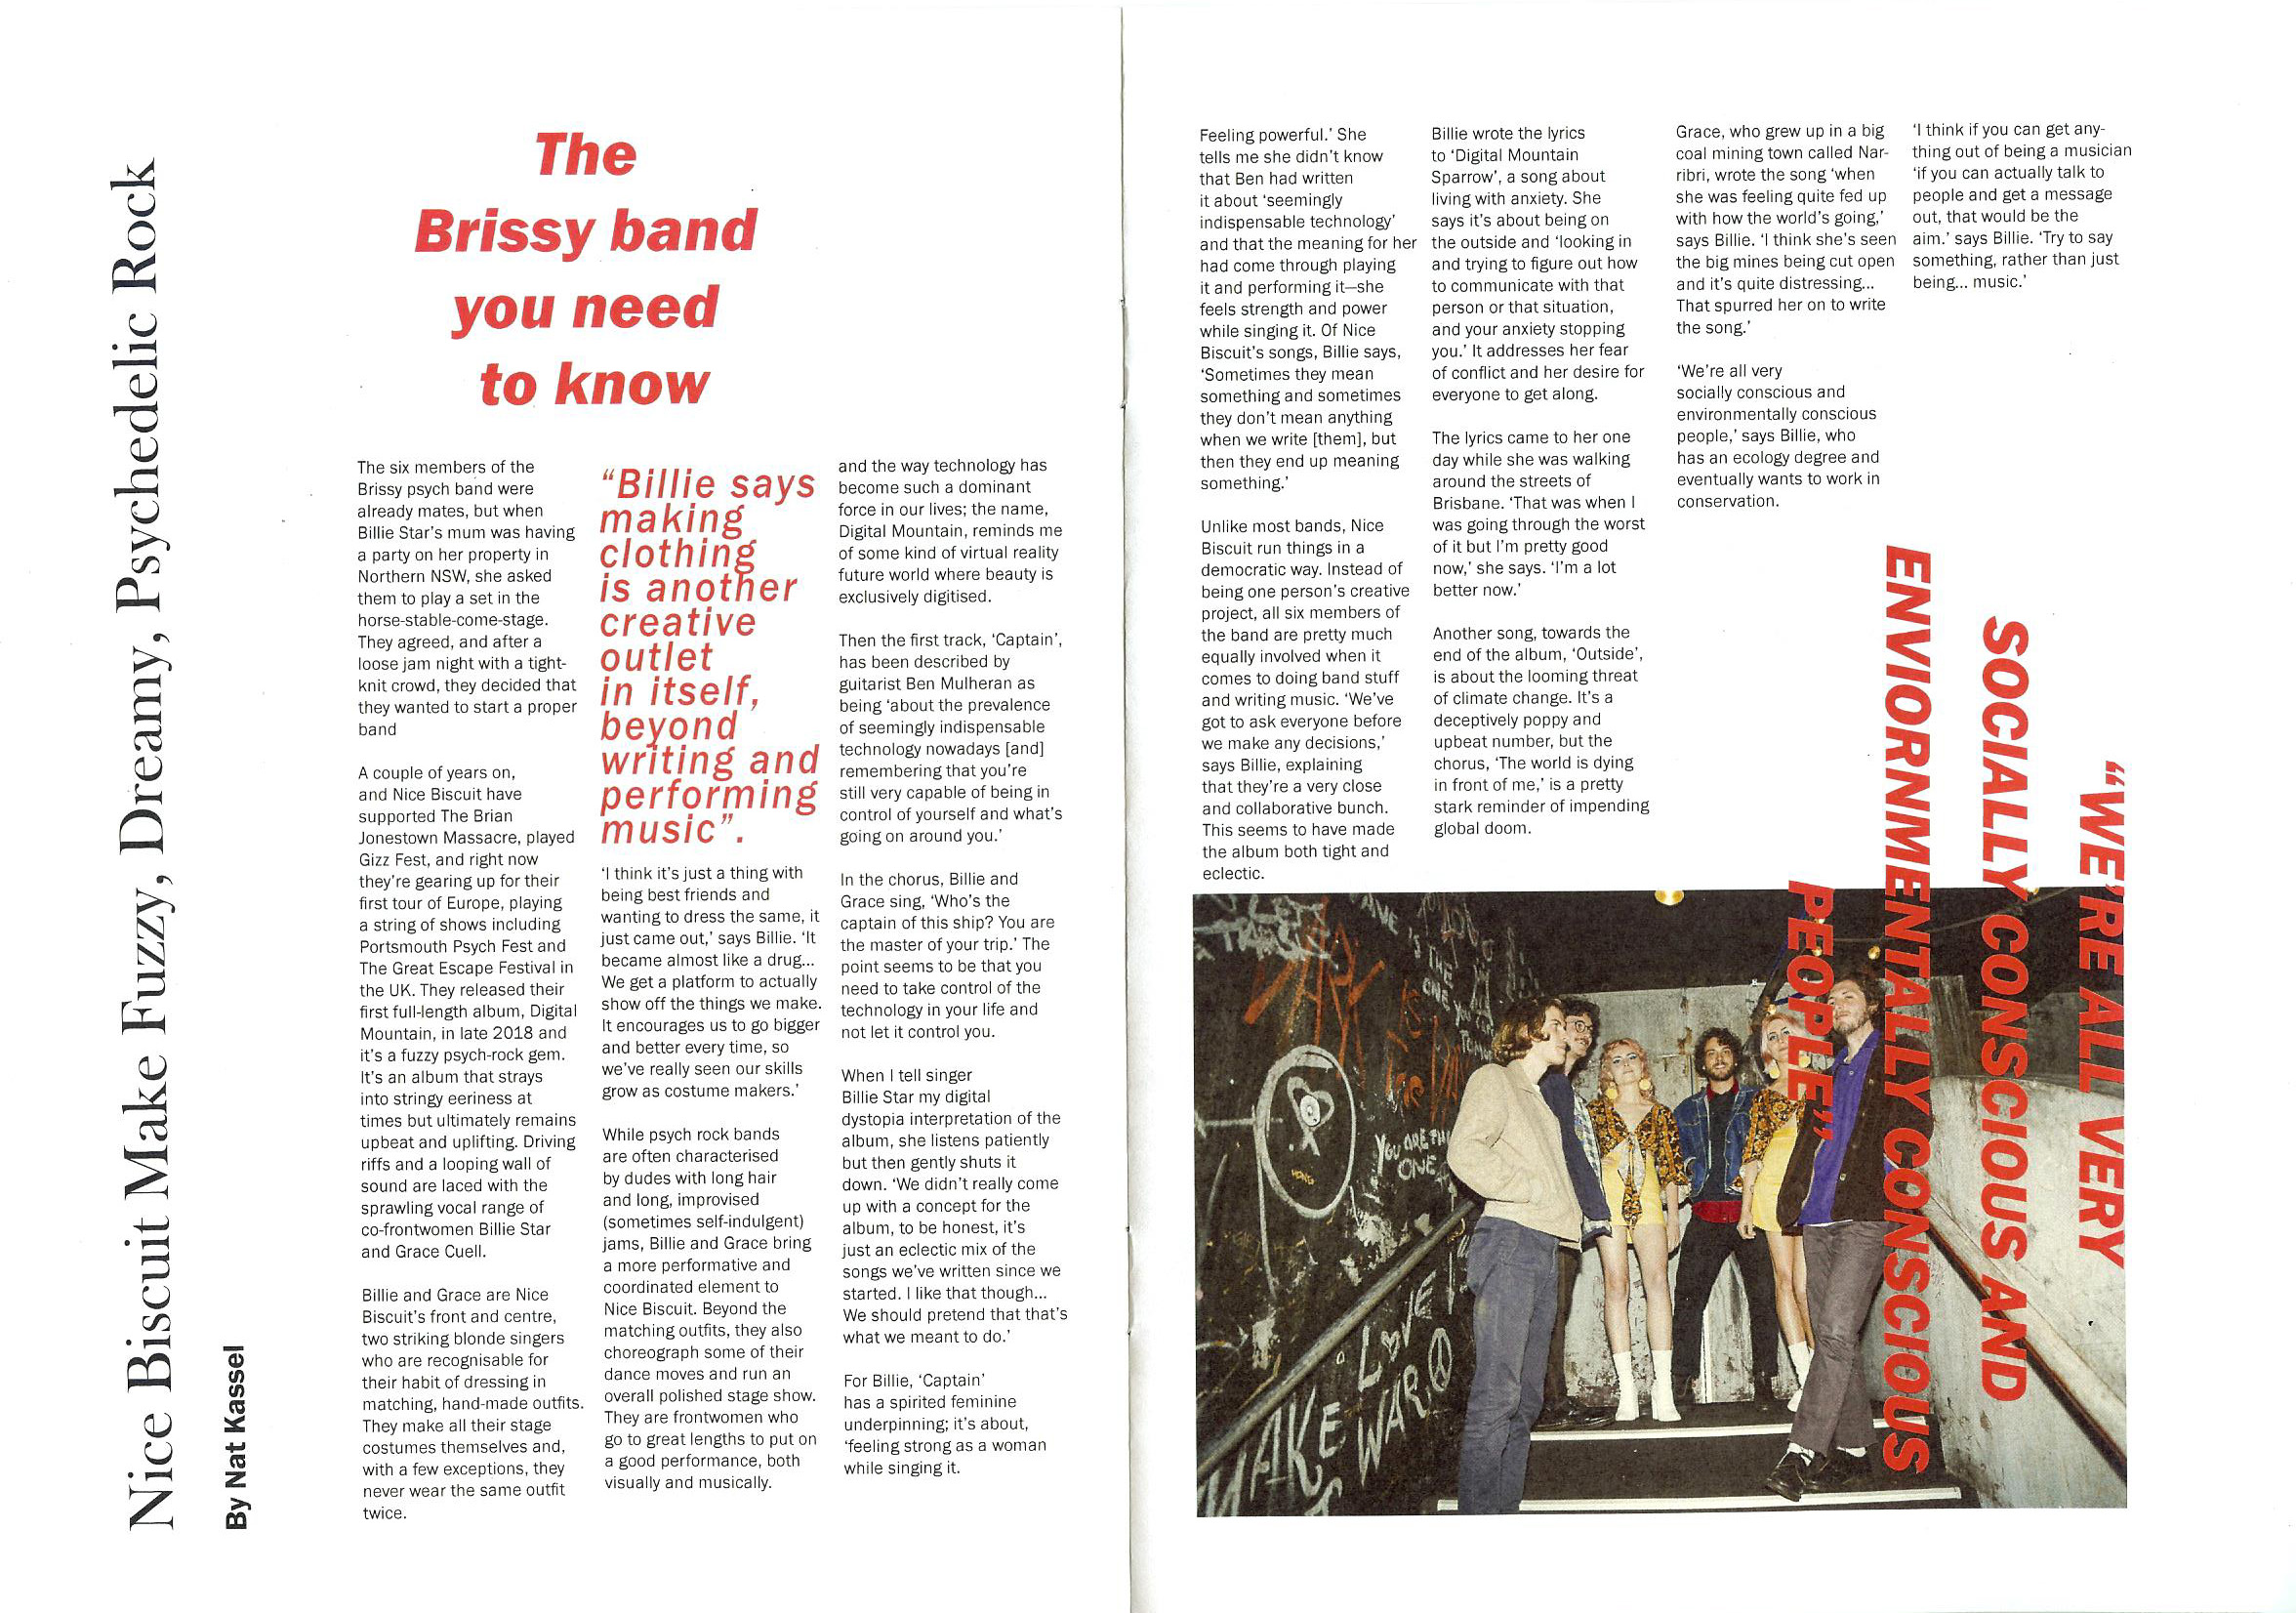 Nice Biscuit Make Fuzzy, Dreamy, Psychedelic Rock
By Nat Kassel
The
Brissy band
you need
to know
The six members of the
Brissy psych band were
already mates, but when
Billie Star's mum was having
a party on her property in
Northern NSW, she asked
them to play a set in the
horse-stable-come-stage.
They agreed, and after a
loose jam night with a tight-
knit crowd, they decided that
they wanted to start a proper
band
A couple of years on,
and Nice Biscuit have
supported The Brian
Jonestown Massacre, played
Gizz Fest, and right now
they're gearing up for their
first tour of Europe, playing
a string of shows including
Portsmouth Psych Fest and
The Great Escape Festival in
the UK. They released their
first full-length album, Digital
Mountain, in late 2018 and
it's a fuzzy psych-rock gem.
It's an album that strays
into stringy eeriness at
times but ultimately remains
upbeat and uplifting. Driving
riffs and a looping wall of
sound are laced with the
sprawling vocal range of
co-frontwomen Billie Star
and Grace Cuell.
Billie and Grace are Nice
Biscuit's front and centre,
two striking blonde singers
who are recognisable for
their habit of dressing in
matching, hand-made outfits.
They make all their stage
costumes themselves and,
with a few exceptions, they
never wear the same outfit
twice.
“Billie says
making
clothing
is another
creative
outlet
in itself,
beyond
writing and
performing
music”.
‘I think it's just a thing with
being best friends and
wanting to dress the same, it
just came out,’ says Billie. ‘It
became almost like a drug...
We get a platform to actually
show off the things we make.
It encourages us to go bigger
and better every time, so
we've really seen our skills
grow as costume makers.’
While psych rock bands
are often characterised
by dudes with long hair
and long, improvised
(sometimes self-indulgent)
jams, Billie and Grace bring
a more performative and
coordinated element to
Nice Biscuit. Beyond the
matching outfits, they also
choreograph some of their
dance moves and run an
overall polished stage show.
They are frontwomen who
go to great lengths to put on
a good performance, both
visually and musically.
and the way technology has
become such a dominant
force in our lives; the name,
Digital Mountain, reminds me
of some kind of virtual reality
future world where beauty is
exclusively digitised.
Then the first track, ‘Captain’,
has been described by
guitarist Ben Mulheran as
being ‘about the prevalence
of seemingly indispensable
technology nowadays [and]
remembering that you're
still very capable of being in
control of yourself and what's
going on around you.’
In the chorus, Billie and
Grace sing, ‘Who's the
captain of this ship? You are
the master of your trip.’ The
point seems to be that you
need to take control of the
technology in your life and
not let it control you.
When I tell singer
Billie Star my digital
dystopia interpretation of the
album, she listens patiently
but then gently shuts it
down. ‘We didn't really come
up with a concept for the
album, to be honest, it's
just an eclectic mix of the
songs we've written since we
started. I like that though...
We should pretend that that's
what we meant to do.’
For Billie, ‘Captain’
has a spirited feminine
underpinning; it's about,
‘feeling strong as a woman
while singing it.
Feeling powerful.’ She
tells me she didn't know
that Ben had written
it about ‘seemingly
indispensable technology’
and that the meaning for her
had come through playing
it and performing it—she
feels strength and power
while singing it. Of Nice
Biscuit's songs, Billie says,
‘Sometimes they mean
something and sometimes
they don't mean anything
when we write [them], but
then they end up meaning
something.’
Unlike most bands, Nice
Biscuit run things in a
democratic way. Instead of
being one person's creative
project, all six members of
the band are pretty much
equally involved when it
comes to doing band stuff
and writing music. ‘We've
got to ask everyone before
we make any decisions,’
says Billie, explaining
that they're a very close
and collaborative bunch.
This seems to have made
the album both tight and
eclectic.
Billie wrote the lyrics
to ‘Digital Mountain
Sparrow’, a song about
living with anxiety. She
says it's about being on
the outside and ‘looking in
and trying to figure out how
to communicate with that
person or that situation,
and your anxiety stopping
you.’ It addresses her fear
of conflict and her desire for
everyone to get along.
The lyrics came to her one
day while she was walking
around the streets of
Brisbane. ‘That was when I
was going through the worst
of it but I'm pretty good
now,’ she says. ‘I'm a lot
better now.’
Another song, towards the
end of the album, ‘Outside’,
is about the looming threat
of climate change. It's a
deceptively poppy and
upbeat number, but the
chorus, ‘The world is dying
in front of me,’ is a pretty
stark reminder of impending
global doom.
Grace, who grew up in a big
coal mining town called Nar-
ribri, wrote the song ‘when
she was feeling quite fed up
with how the world's going,’
says Billie. ‘I think she's seen
the big mines being cut open
and it's quite distressing...
That spurred her on to write
the song.’
‘We're all very
socially conscious and
environmentally conscious
people,’ says Billie, who
has an ecology degree and
eventually wants to work in
conservation.
‘I think if you can get any-
thing out of being a musician
‘if you can actually talk to
people and get a message
out, that would be the
aim.’ says Billie. ‘Try to say
something, rather than just
being... music.’
“WE'RE ALL VERY
SOCIALLY CONSCIOUS AND
ENVIORNMENTALLY CONSCIOUS
PEOPLE”
YOU ARE THE
ONE
MAKE
LOVE
WAR